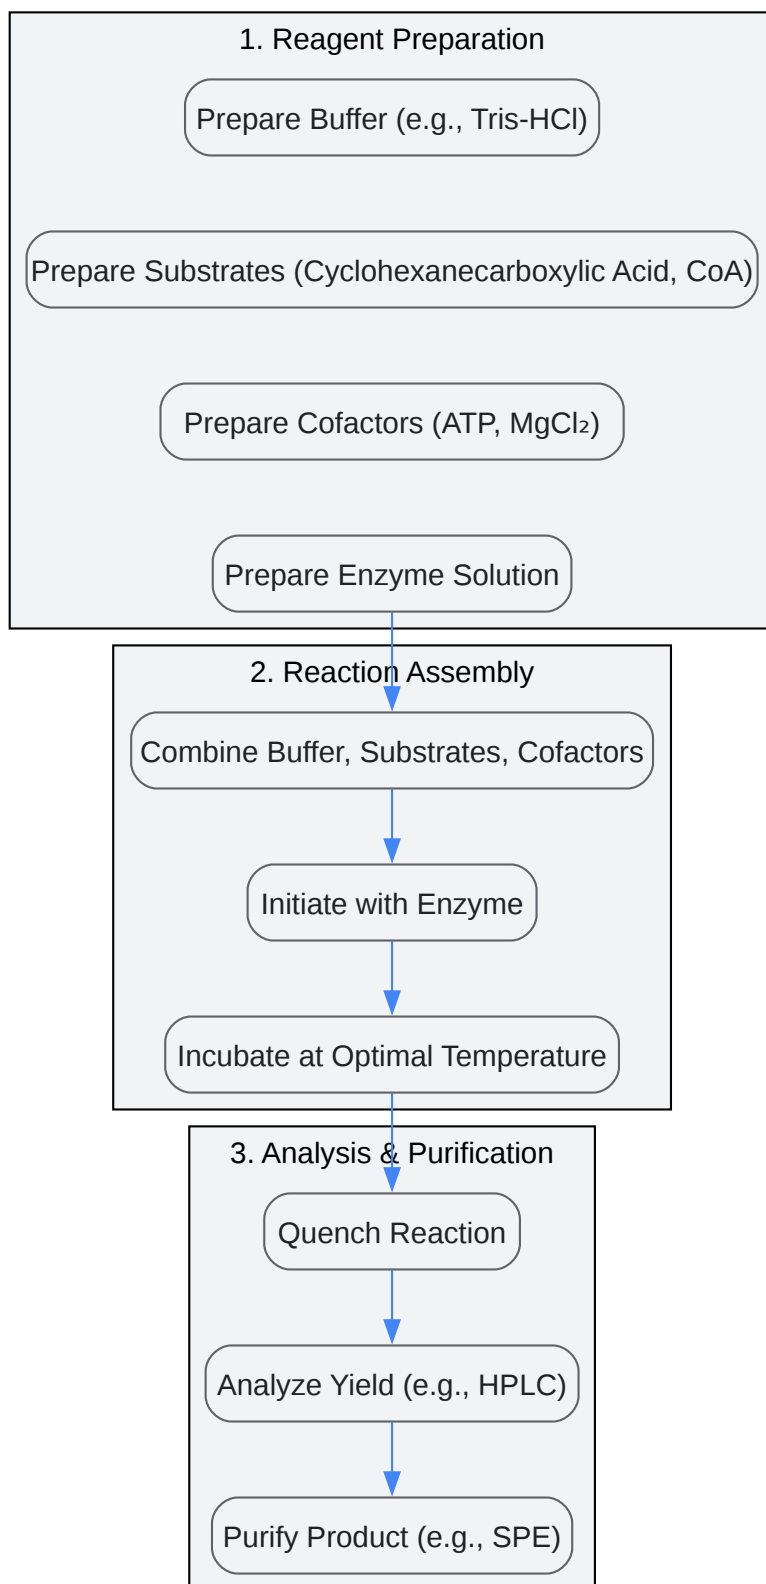 1. Reagent Preparation
Prepare Buffer (e.g., Tris-HCl)
Prepare Substrates (Cyclohexanecarboxylic Acid, CoA)
Prepare Cofactors (ATP, MgCl₂)
Prepare Enzyme Solution
2. Reaction Assembly
Combine Buffer, Substrates, Cofactors
Initiate with Enzyme
Incubate at Optimal Temperature
3. Analysis & Purification
Quench Reaction
Analyze Yield (e.g., HPLC)
Purify Product (e.g., SPE)